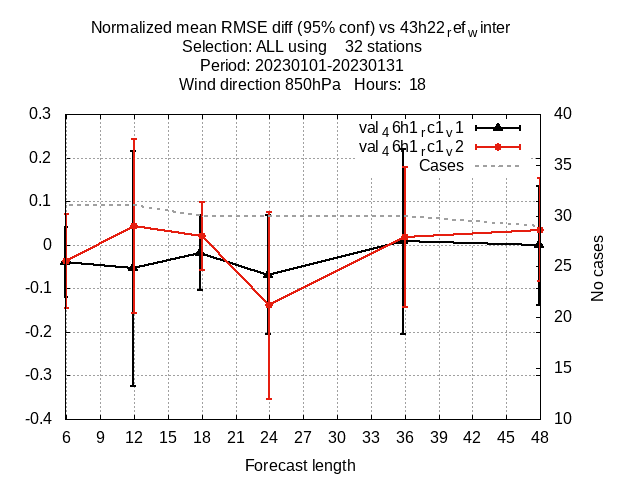 Normalized mean RMSE diff (95% conf) vs 43h22refwinter
Selection: ALL using 32 stations
Period: 20230101-20230131
Wind direction 850hPa Hours: 18
0.3
0.2
0.1
0
-0.1
-0.2
-0.3
-0.4
val46h1rc1v1
val46h1rc1v2
Cases
40
35
30
25
20
15
10
No cases
6 9 12 15 18 21 24 27 30 33 36 39 42 45 48
Forecast length